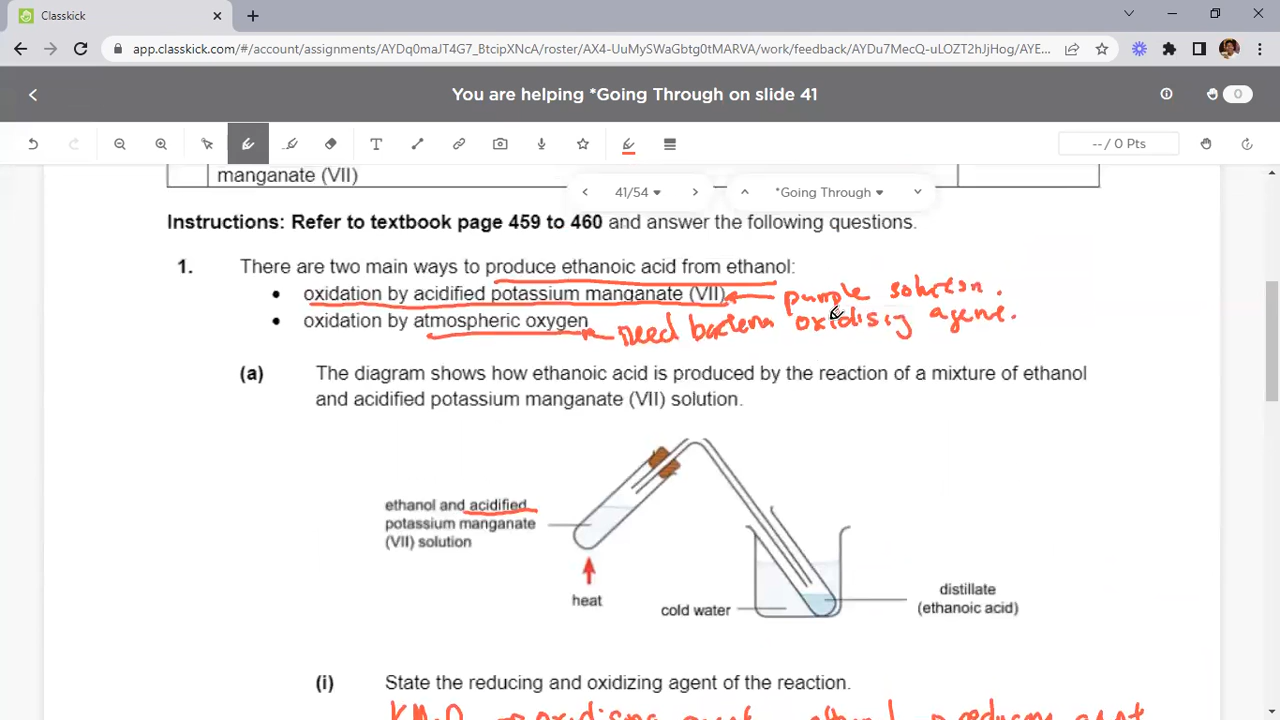 Classkick
app.classkick.com/#/account/assignments/AYDq0maJT4G7_BtcipXNcA/roster/AX4-UuMySWaGbtg0tMARVA/work/feedback/AYDu7MecQ-uLOZT2hJjHog/AYE...
You are helping *Going Through on slide 41
0
T
-- / 0 Pts
manganate (VII)
41/54
*Going Through
Instructions: Refer to textbook page 459 to 460 and answer the following questions.
1. There are two main ways to produce ethanoic acid from ethanol:
• oxidation by acidified potassium manganate (VII) purple solution.
• oxidation by atmospheric oxygen need bacteria oxidising agent.
(a) The diagram shows how ethanoic acid is produced by the reaction of a mixture of ethanol
and acidified potassium manganate (VII) solution.
ethanol and acidified
potassium manganate
(VII) solution
heat
cold water
distillate
(ethanoic acid)
(i) State the reducing and oxidizing agent of the reaction.
oxidising agent ethanol reducing agent